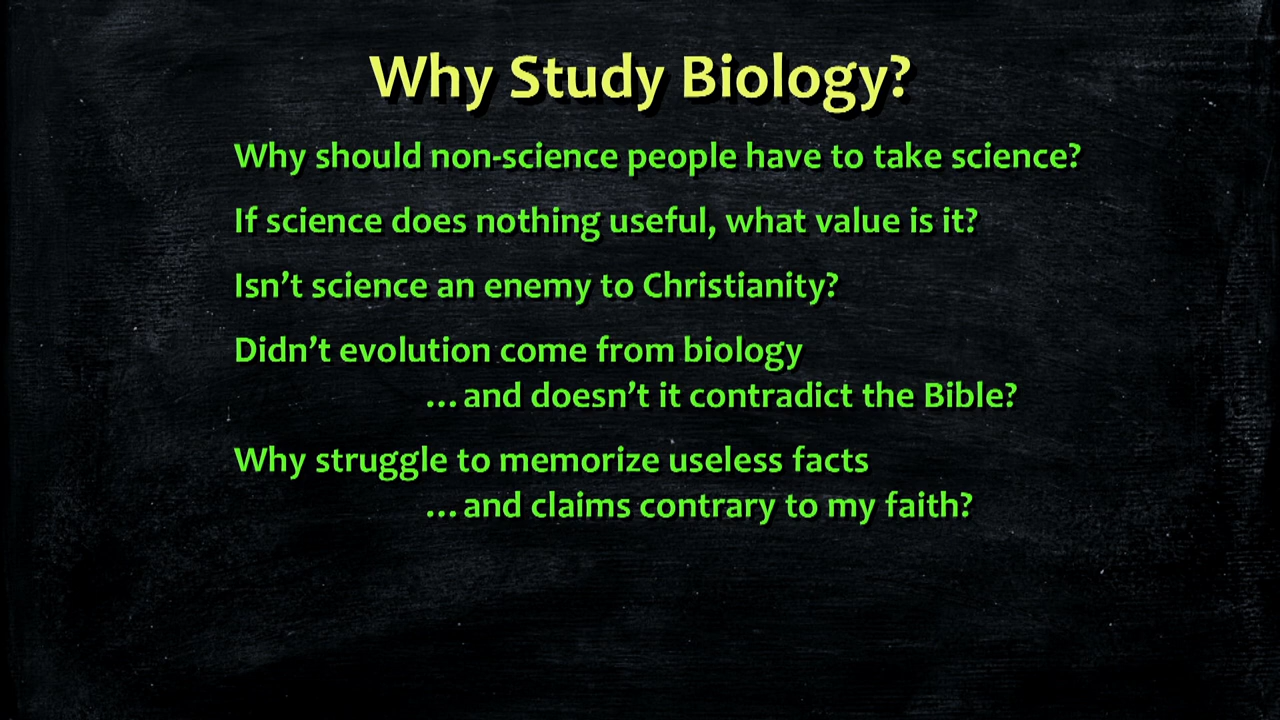 Why Study Biology?
Why should non-science people have to take science?
If science does nothing useful, what value is it?
Isn’t science an enemy to Christianity?
Didn’t evolution come from biology
…and doesn’t it contradict the Bible?
Why struggle to memorize useless facts
…and claims contrary to my faith?